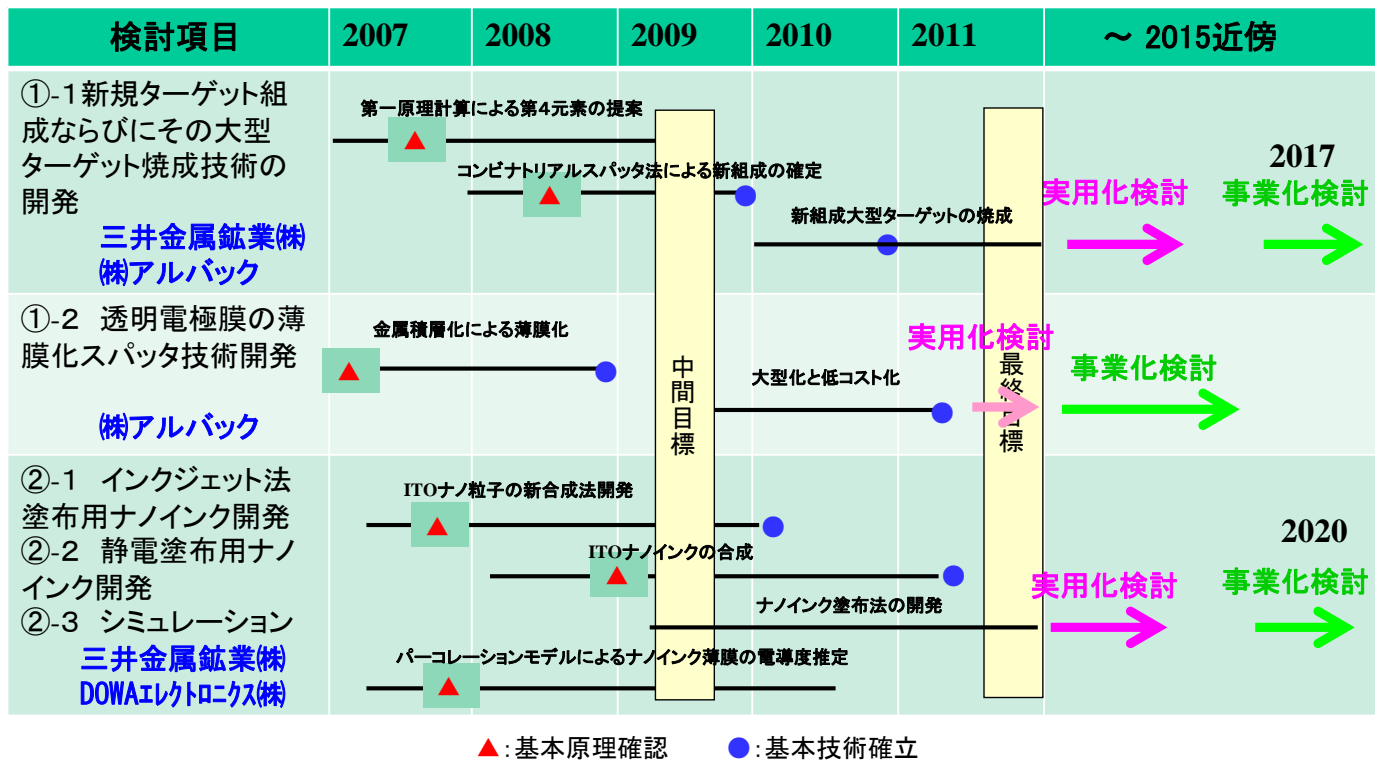 検討項目
2007
2008
2009
2010
2011
～ 2015近傍
①-1新規ターゲット組
成ならびにその大型
ターゲット焼成技術の
開発
三井金属鉱業㈱
㈱アルバック
第一原理計算による第4元素の提案
コンビナトリアルスパッタ法による新組成の確定
新組成大型ターゲットの焼成
2017
実用化検討
事業化検討
①-2 透明電極膜の薄
膜化スパッタ技術開発
㈱アルバック
金属積層化による薄膜化
中間目標
大型化と低コスト化
実用化検討
最終目標
事業化検討
②-1 インクジェット法
塗布用ナノインク開発
②-2 静電塗布用ナノ
インク開発
②-3 シミュレーション
三井金属鉱業㈱
DOWAエレクトロニクス㈱
ITOナノ粒子の新合成法開発
ITOナノインクの合成
ナノインク塗布法の開発
パーコレーションモデルによるナノインク薄膜の電導度推定
2020
実用化検討
事業化検討
▲:基本原理確認
●:基本技術確立